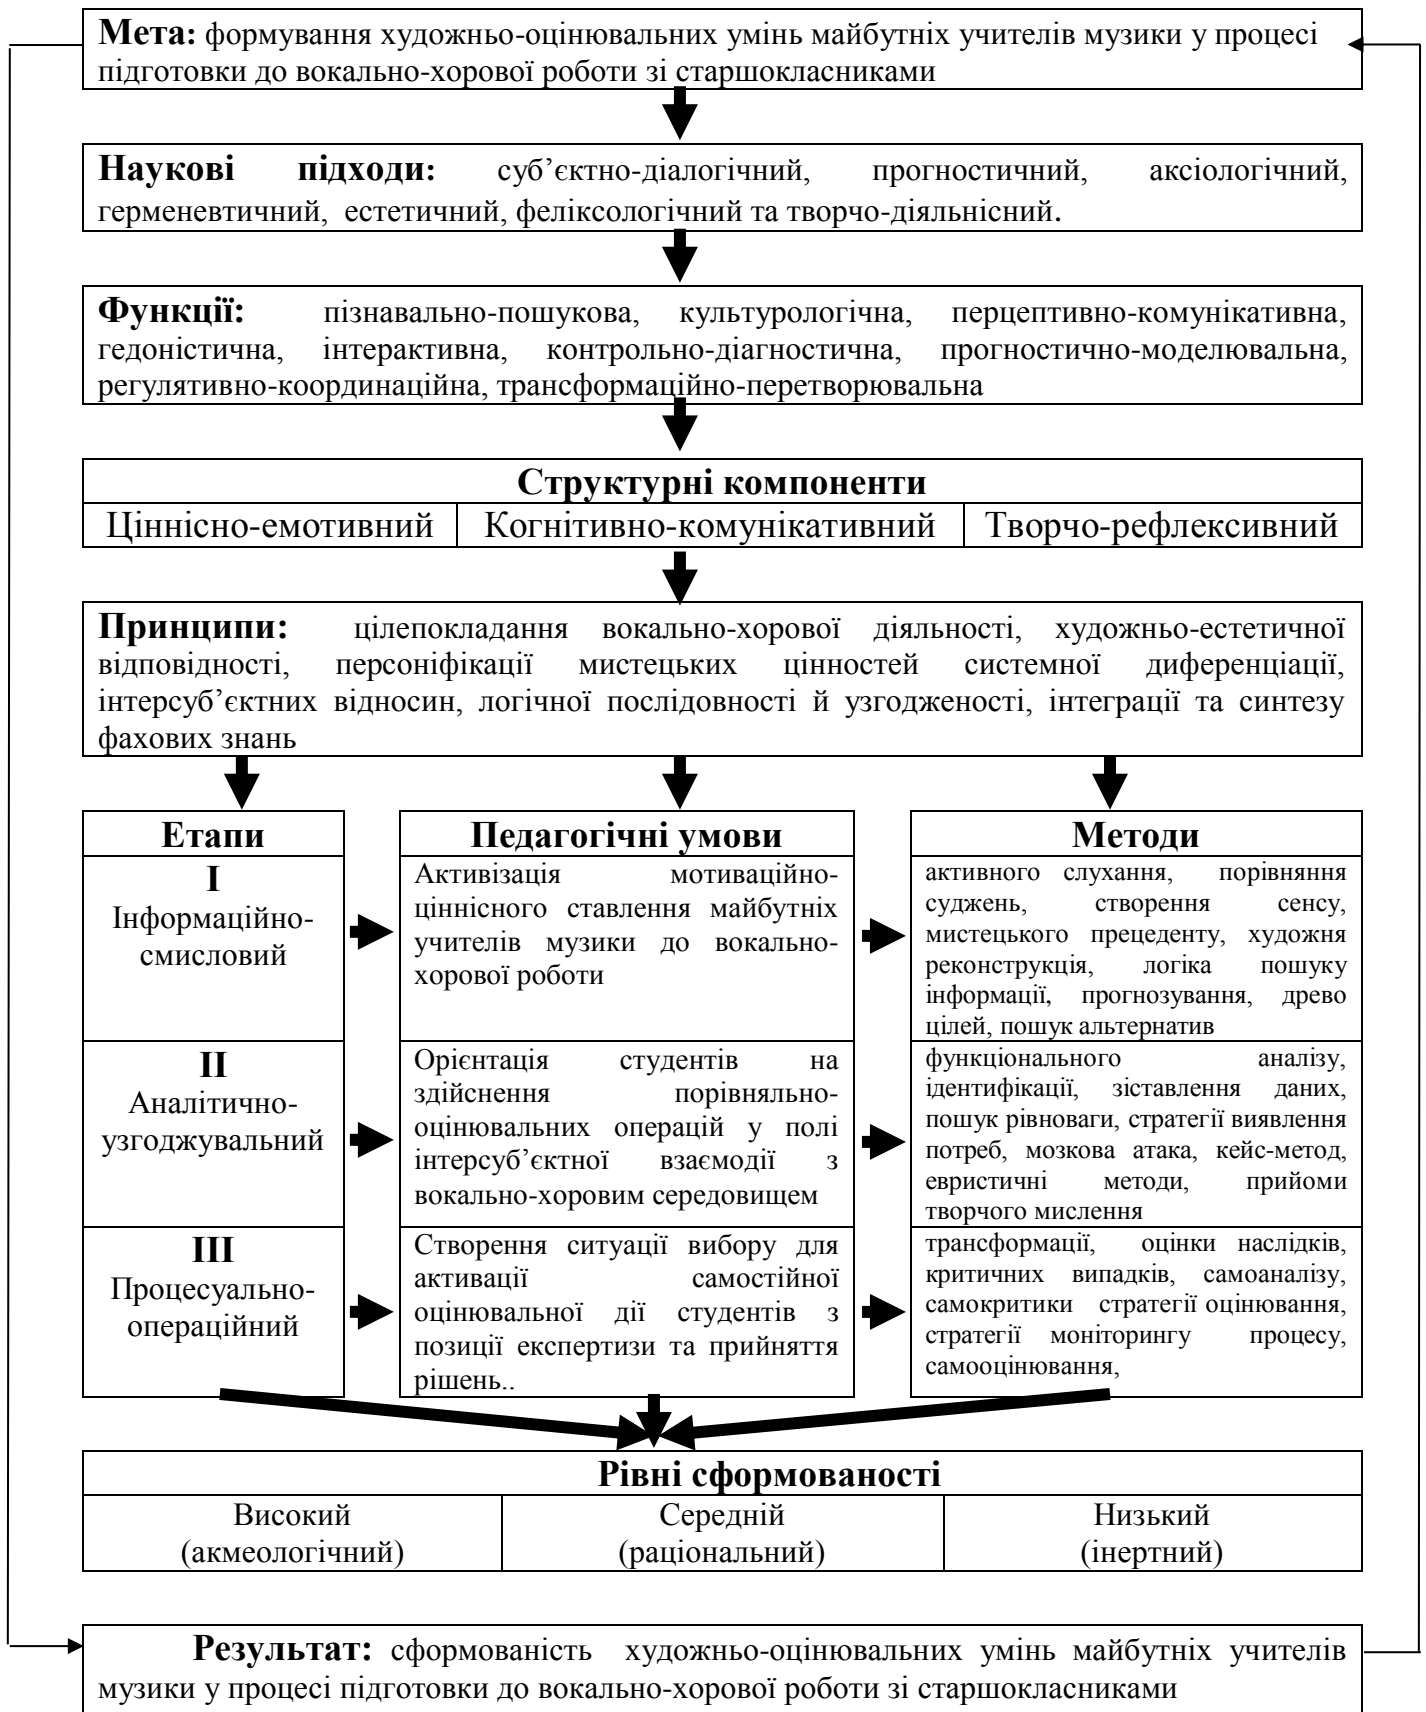 Мета: формування художньо-оцінювальних умінь майбутніх учителів музики у процесі
підготовки до вокально-хорової роботи зі старшокласниками
Наукові підходи: суб’єктно-діалогічний, прогностичний, аксіологічний,
герменевтичний, естетичний, феліксологічний та творчо-діяльнісний.
Функції: пізнавально-пошукова, культурологічна, перцептивно-комунікативна,
гедоністична, інтерактивна, контрольно-діагностична, прогностично-моделювальна,
регулятивно-координаційна, трансформаційно-перетворювальна
Структурні компоненти
Ціннісно-емотивний
Когнітивно-комунікативний
Творчо-рефлексивний
Принципи: цілепокладання вокально-хорової діяльності, художньо-естетичної
відповідності, персоніфікації мистецьких цінностей системної диференціації,
інтерсуб’єктних відносин, логічної послідовності й узгодженості, інтеграції та синтезу
фахових знань
Етапи
Педагогічні умови
Методи
I
Інформаційно-
смисловий
Активізація мотиваційно-
ціннісного ставлення майбутніх
учителів музики до вокально-
хорової роботи
активного слухання, порівняння
суджень, створення сенсу,
мистецького прецеденту, художня
реконструкція, логіка пошуку
інформації, прогнозування, древо
цілей, пошук альтернатив
II
Аналітично-
узгоджувальний
Орієнтація студентів на
здійснення порівняльно-
оцінювальних операцій у полі
інтерсуб’єктної взаємодії з
вокально-хоровим середовищем
функціонального аналізу,
ідентифікації, зіставлення даних,
пошук рівноваги, стратегії виявлення
потреб, мозкова атака, кейс-метод,
евристичні методи, прийоми
творчого мислення
III
Процесуально-
операційний
Створення ситуації вибору для
активації самостійної
оцінювальної дії студентів з
позиції експертизи та прийняття
рішень..
трансформації, оцінки наслідків,
критичних випадків, самоаналізу,
самокритики стратегії оцінювання,
стратегії моніторингу процесу,
самооцінювання,
Рівні сформованості
Високий
(акмеологічний)
Середній
(раціональний)
Низький
(інертний)
Результат: сформованість художньо-оцінювальних умінь майбутніх учителів
музики у процесі підготовки до вокально-хорової роботи зі старшокласниками